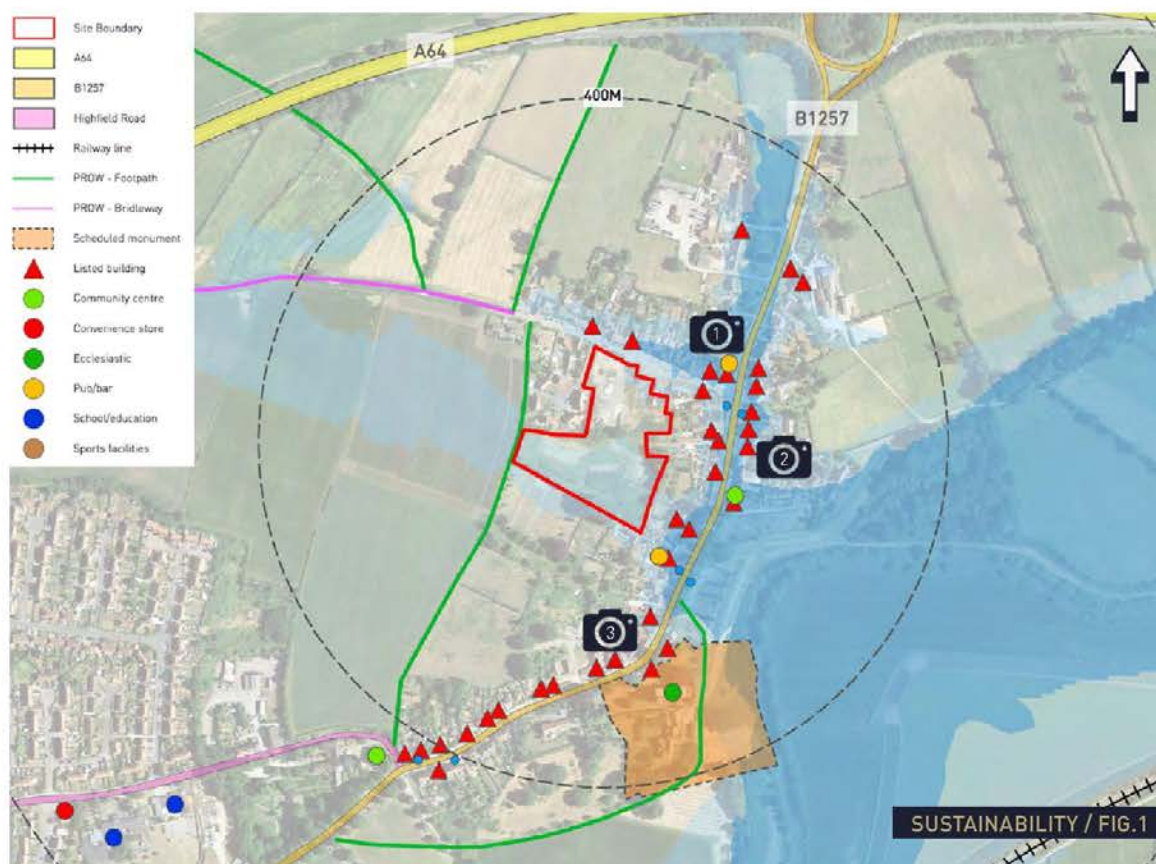 Site Boundary
A64
B1257
Highfield Road
Railway line
PROW - Footpath
PROW - Bridleway
Scheduled monument
Listed building
Community centre
Convenience store
Ecclesiastic
Pub/bar
School/education
Sports facilities
A64
400M
B1257
1
2
3
SUSTAINABILITY / FIG.1